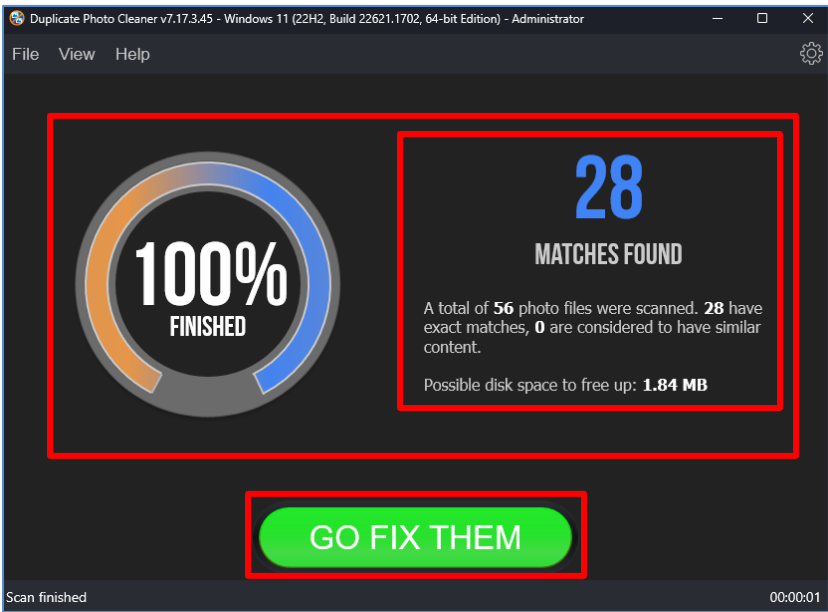 Duplicate Photo Cleaner v7.17.3.45 - Windows 11 (22H2, Build 22621.1702, 64-bit Edition) - Administrator
File View Help
100%
FINISHED
28
MATCHES FOUND
A total of 56 photo files were scanned. 28 have
exact matches, 0 are considered to have similar
content.
Possible disk space to free up: 1.84 MB
GO FIX THEM
Scan finished 00:00:01